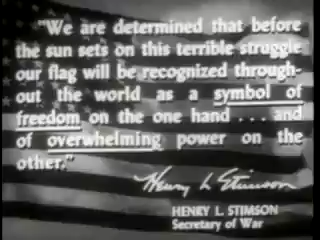 "We are determined that before
the sun sets on this terrible struggle
our flag will be recognized through-
out the world as a symbol of
freedom on the one hand . . . and
of overwhelming power on the
other."
Henry L Stimson
HENRY L. STIMSON
Secretary of War